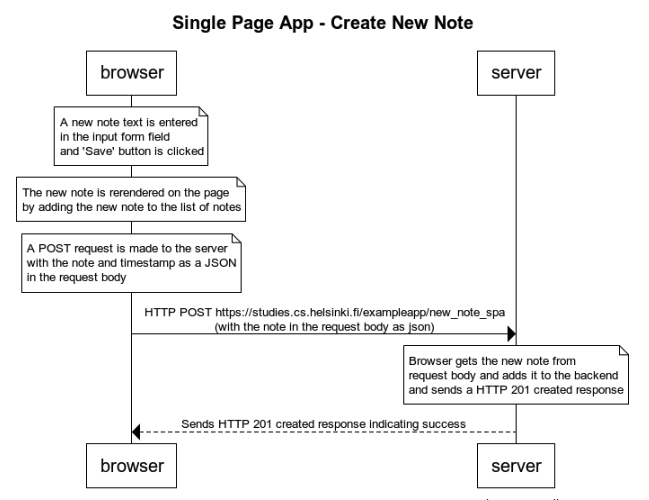 Single Page App - Create New Note
browser
server
A new note text is entered
in the input form field
and 'Save' button is clicked
The new note is rerendered on the page
by adding the new note to the list of notes
A POST request is made to the server
with the note and timestamp as a JSON
in the request body
HTTP POST https://studies.cs.helsinki.fi/exampleapp/new_note_spa
(with the note in the request body as json)
Browser gets the new note from
request body and adds it to the backend
and sends a HTTP 201 created response
Sends HTTP 201 created response indicating success
browser
server